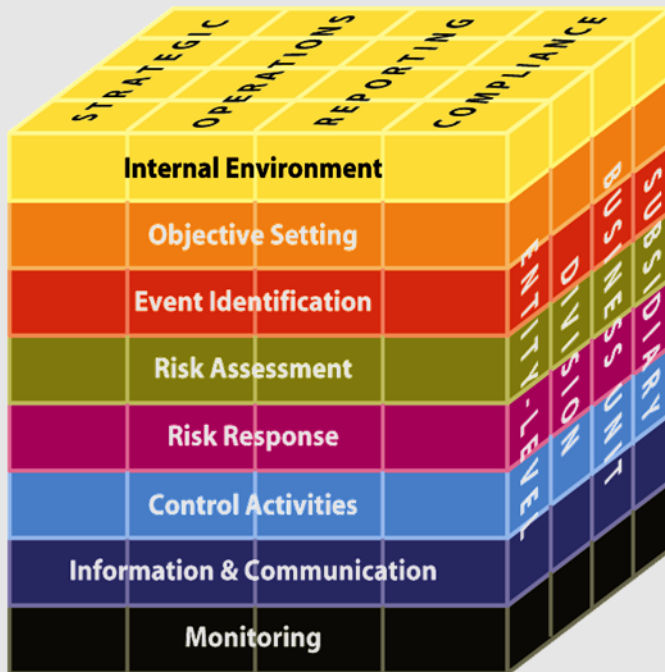 STRATEGIC
OPERATIONS
REPORTING
COMPLIANCE
Internal Environment
Objective Setting
Event Identification
Risk Assessment
Risk Response
Control Activities
Information & Communication
Monitoring
ENTITY-LEVEL
DIVISION
BUSINESS UNIT
SUBSIDIARY